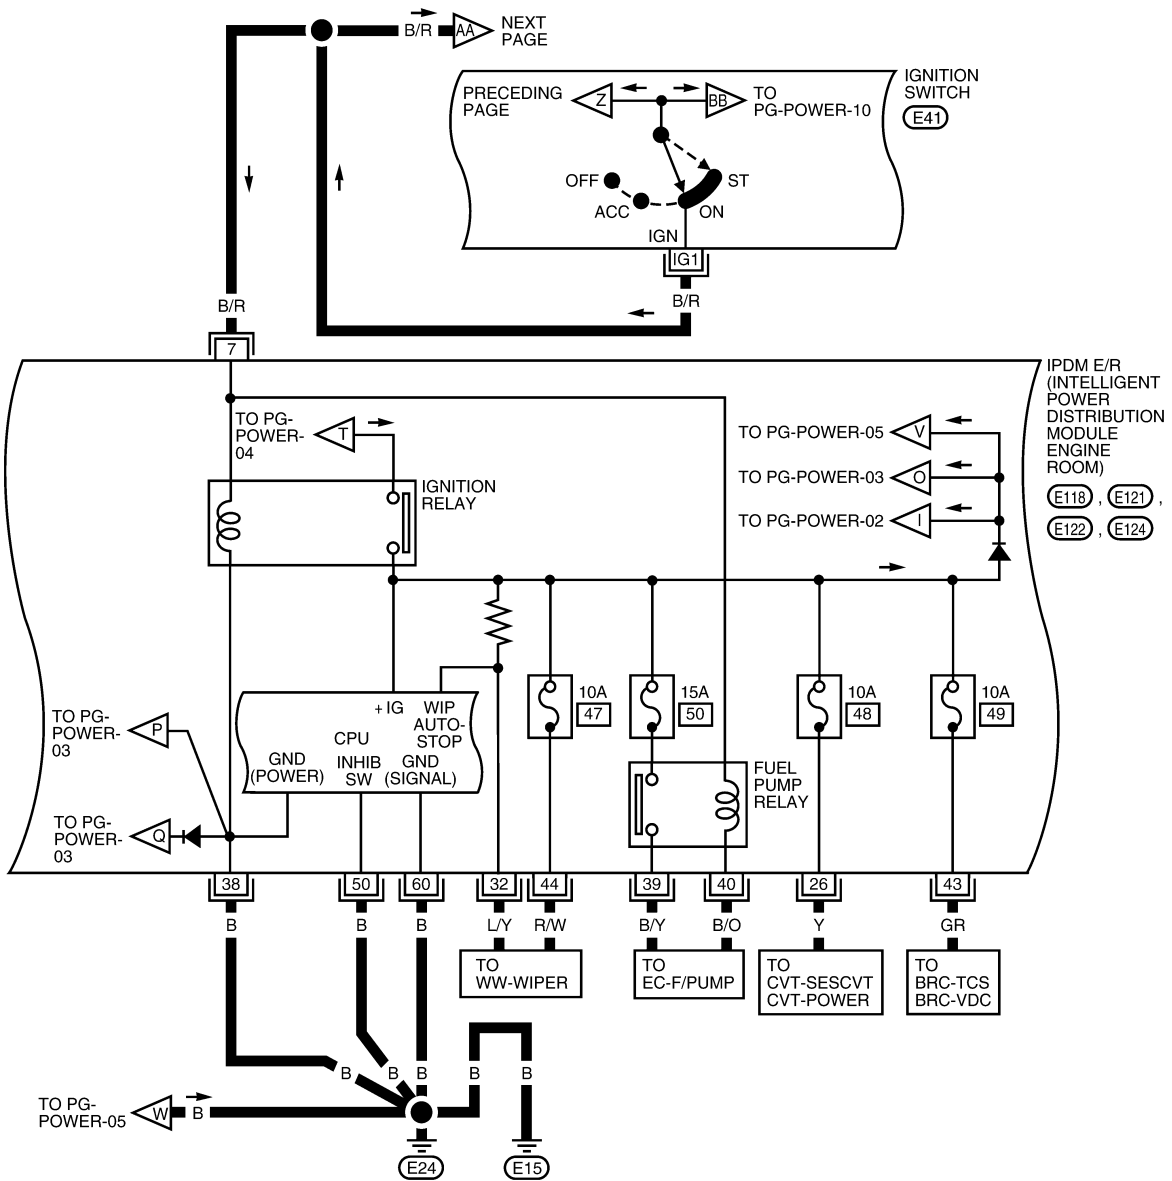 B/R
AA
NEXT
PAGE
IGNITION
SWITCH
E41
PRECEDING
PAGE
Z
BB
TO
PG-POWER-10
OFF
ST
ACC
ON
IGN
IG1
B/R
B/R
7
IPDM E/R
(INTELLIGENT
POWER
DISTRIBUTION
MODULE
ENGINE
ROOM)
E118 , E121 ,
E122 , E124
TO PG-
POWER-
04
T
TO PG-POWER-05
V
TO PG-POWER-03
O
TO PG-POWER-02
I
IGNITION
RELAY
10A
47
15A
50
10A
48
10A
49
TO PG-
POWER-
03
P
+ IG
WIP
AUTO-
STOP
CPU
GND
(POWER)
INHIB
SW
GND
(SIGNAL)
FUEL
PUMP
RELAY
TO PG-
POWER-
03
Q
38
50
60
32
44
39
40
26
43
B
B
B
L/Y
R/W
B/Y
B/O
Y
GR
TO
WW-WIPER
TO
EC-F/PUMP
TO
CVT-SESCVT
CVT-POWER
TO
BRC-TCS
BRC-VDC
B
B
B
B
B
TO PG-
POWER-05
W
B
E24
E15